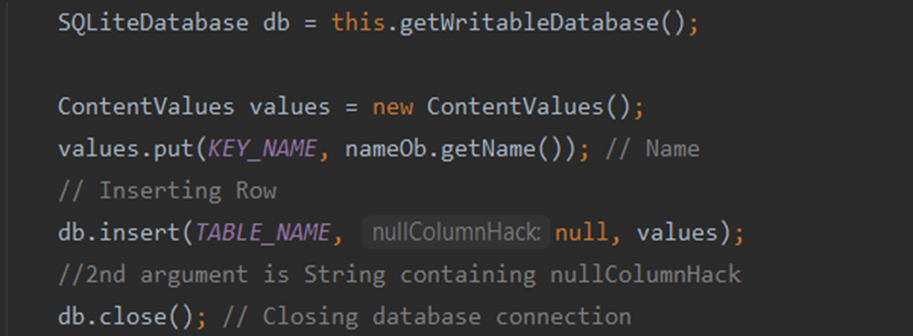 SQLiteDatabase db = this.getWritableDatabase();
ContentValues values = new ContentValues();
values.put(KEY_NAME, nameOb.getName()); // Name
// Inserting Row
db.insert(TABLE_NAME, nullColumnHack: null, values);
//2nd argument is String containing nullColumnHack
db.close(); // Closing database connection